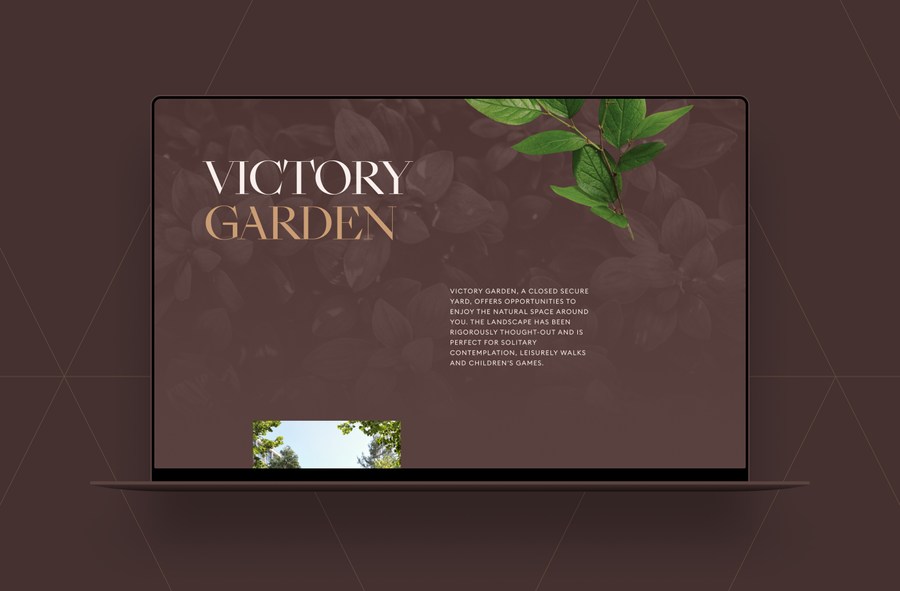 VICTORY
GARDEN
VICTORY GARDEN, A CLOSED SECURE
YARD, OFFERS OPPORTUNITIES TO
ENJOY THE NATURAL SPACE AROUND
YOU. THE LANDSCAPE HAS BEEN
RIGOROUSLY THOUGHT-OUT AND IS
PERFECT FOR SOLITARY
CONTEMPLATION, LEISURELY WALKS
AND CHILDREN'S GAMES.